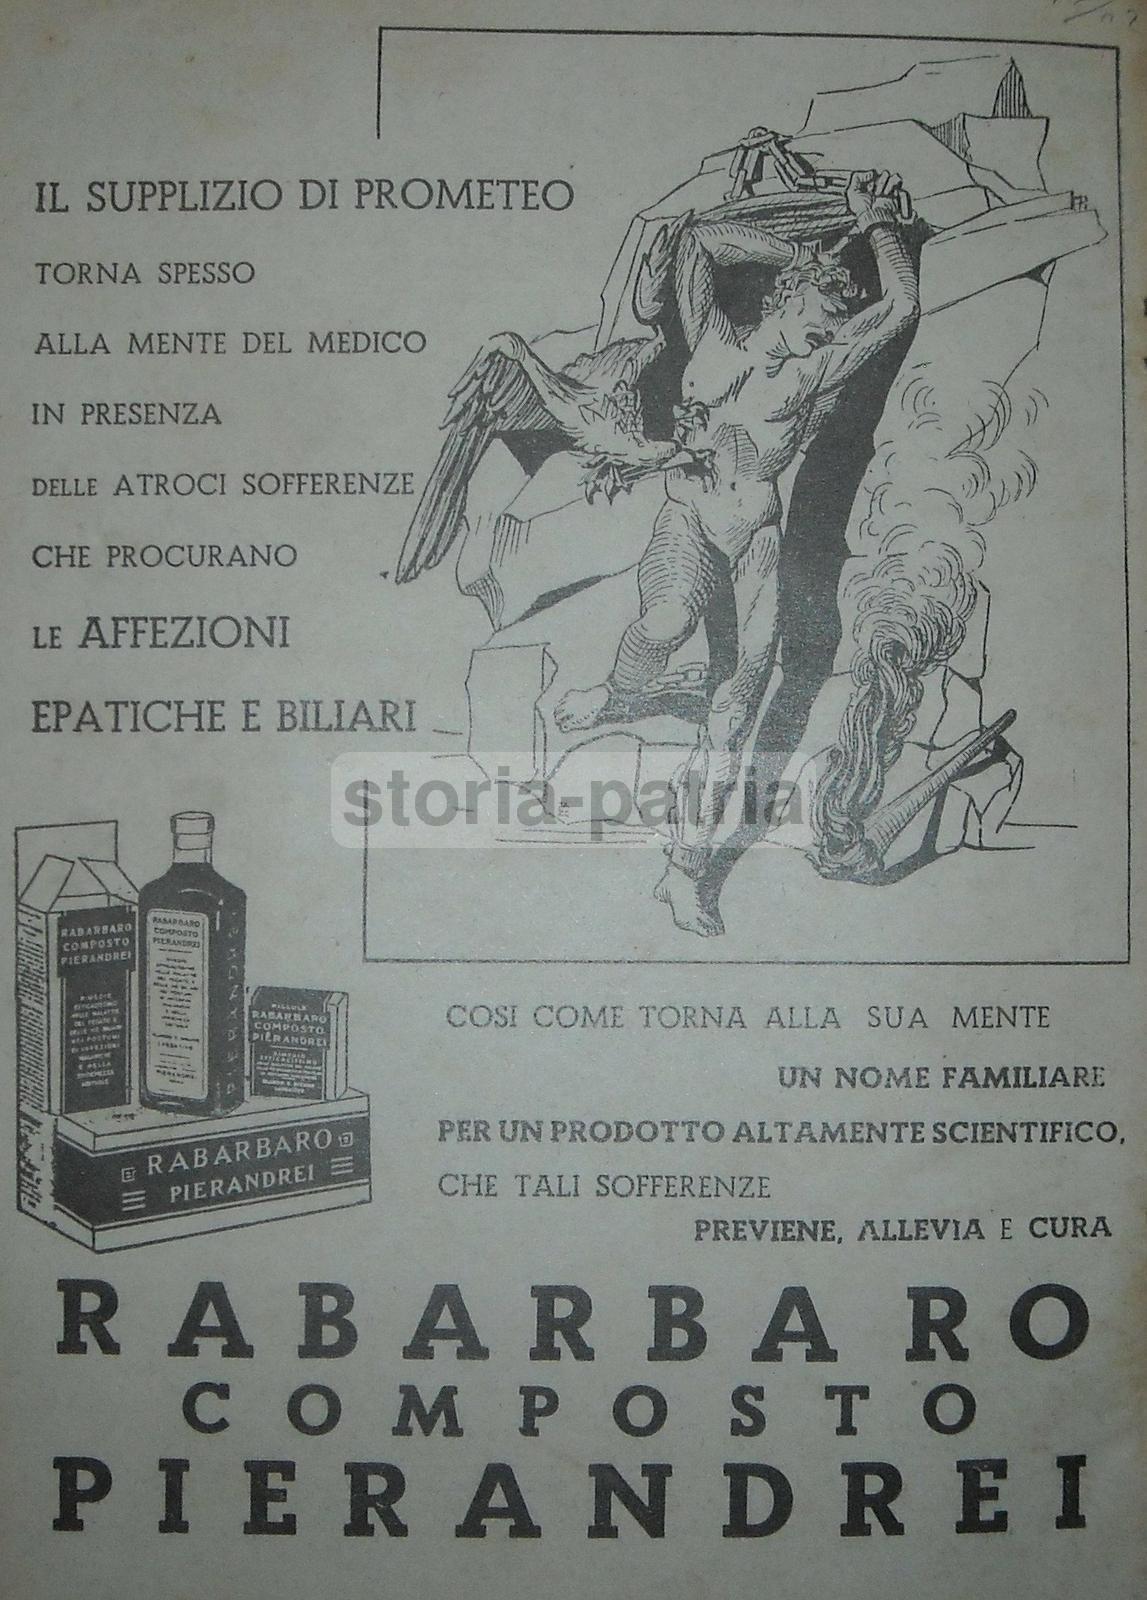 IL SUPPLIZIO DI PROMETEO
TORNA SPESSO
ALLA MENTE DEL MEDICO
IN PRESENZA
DELLE ATROCI SOFFERENZE
CHE PROCURANO
LE AFFEZIONI
EPATICHE E BILIARI
storia-patria
RABARBARO
COMPOSTO
PIERANDREI
RABARBARO
COMPOSTO
PIERANDREI
PIERANDREI
PILLOLE
RABARBARO
COMPOSTO
PIERANDREI
RABARBARO
PIERANDREI
COSI COME TORNA ALLA SUA MENTE
UN NOME FAMILIARE
PER UN PRODOTTO ALTAMENTE SCIENTIFICO,
CHE TALI SOFFERENZE
PREVIENE, ALLEVIA E CURA
RABARBARO
COMPOSTO
PIERANDREI